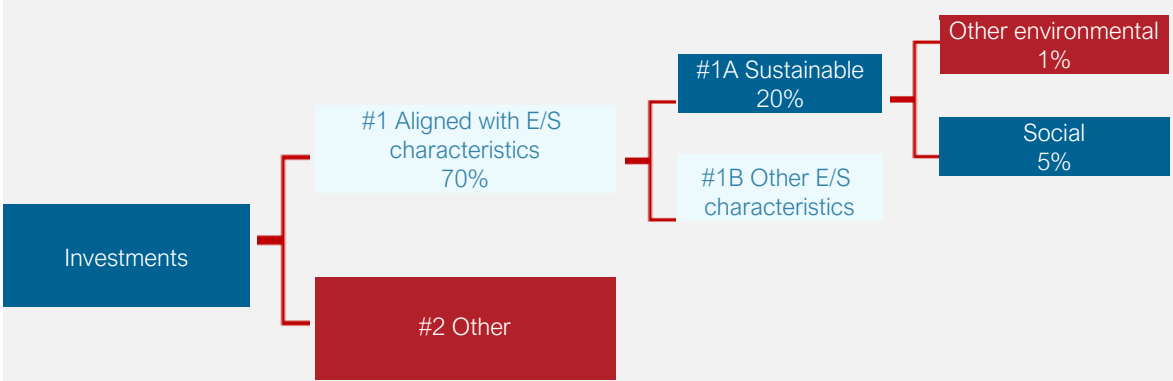 Other environmental
1%
#1A Sustainable
20%
#1 Aligned with E/S
characteristics
70%
Social
5%
#1B Other E/S
characteristics
Investments
#2 Other